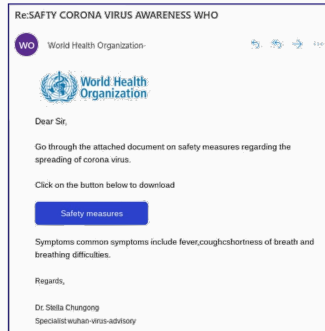 Re:SAFTY CORONA VIRUS AWARENESS WHO
WO
World Health Organization-
World Health
Organization
Dear Sir,
Go through the attached document on safety measures regarding the
spreading of corona virus.
Click on the button below to download
Safety measures
Symptoms common symptoms include fever,coughcshortness of breath and
breathing difficulties.
Regards,
Dr. Stella Chungong
Specialist wuhan-virus-advisory